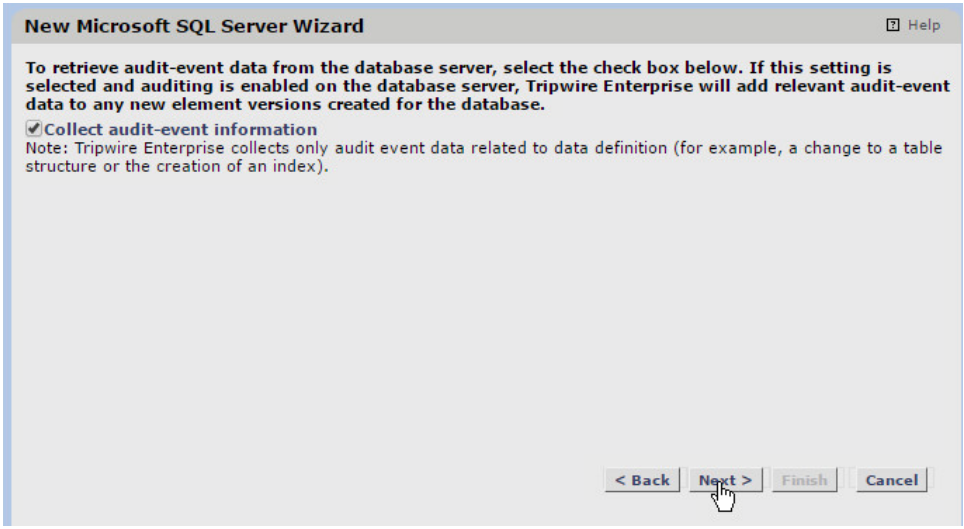 New Microsoft SQL Server Wizard
? Help
To retrieve audit-event data from the database server, select the check box below. If this setting is
selected and auditing is enabled on the database server, Tripwire Enterprise will add relevant audit-event
data to any new element versions created for the database.
Collect audit-event information
Note: Tripwire Enterprise collects only audit event data related to data definition (for example, a change to a table
structure or the creation of an index).
< Back Next > Finish Cancel